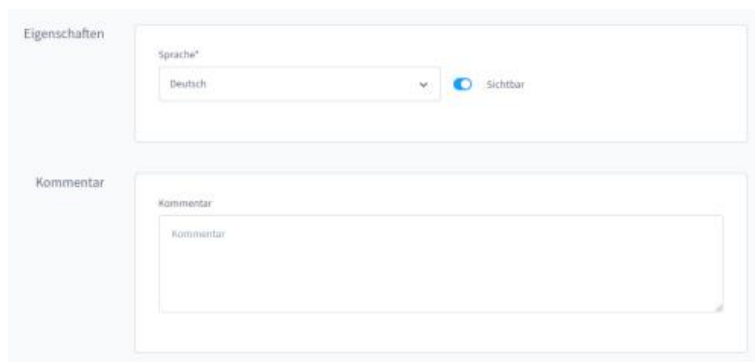 Eigenschaften
Sprache*
Deutsch
Sichtbar
Kommentar
Kommentar
Kommentar